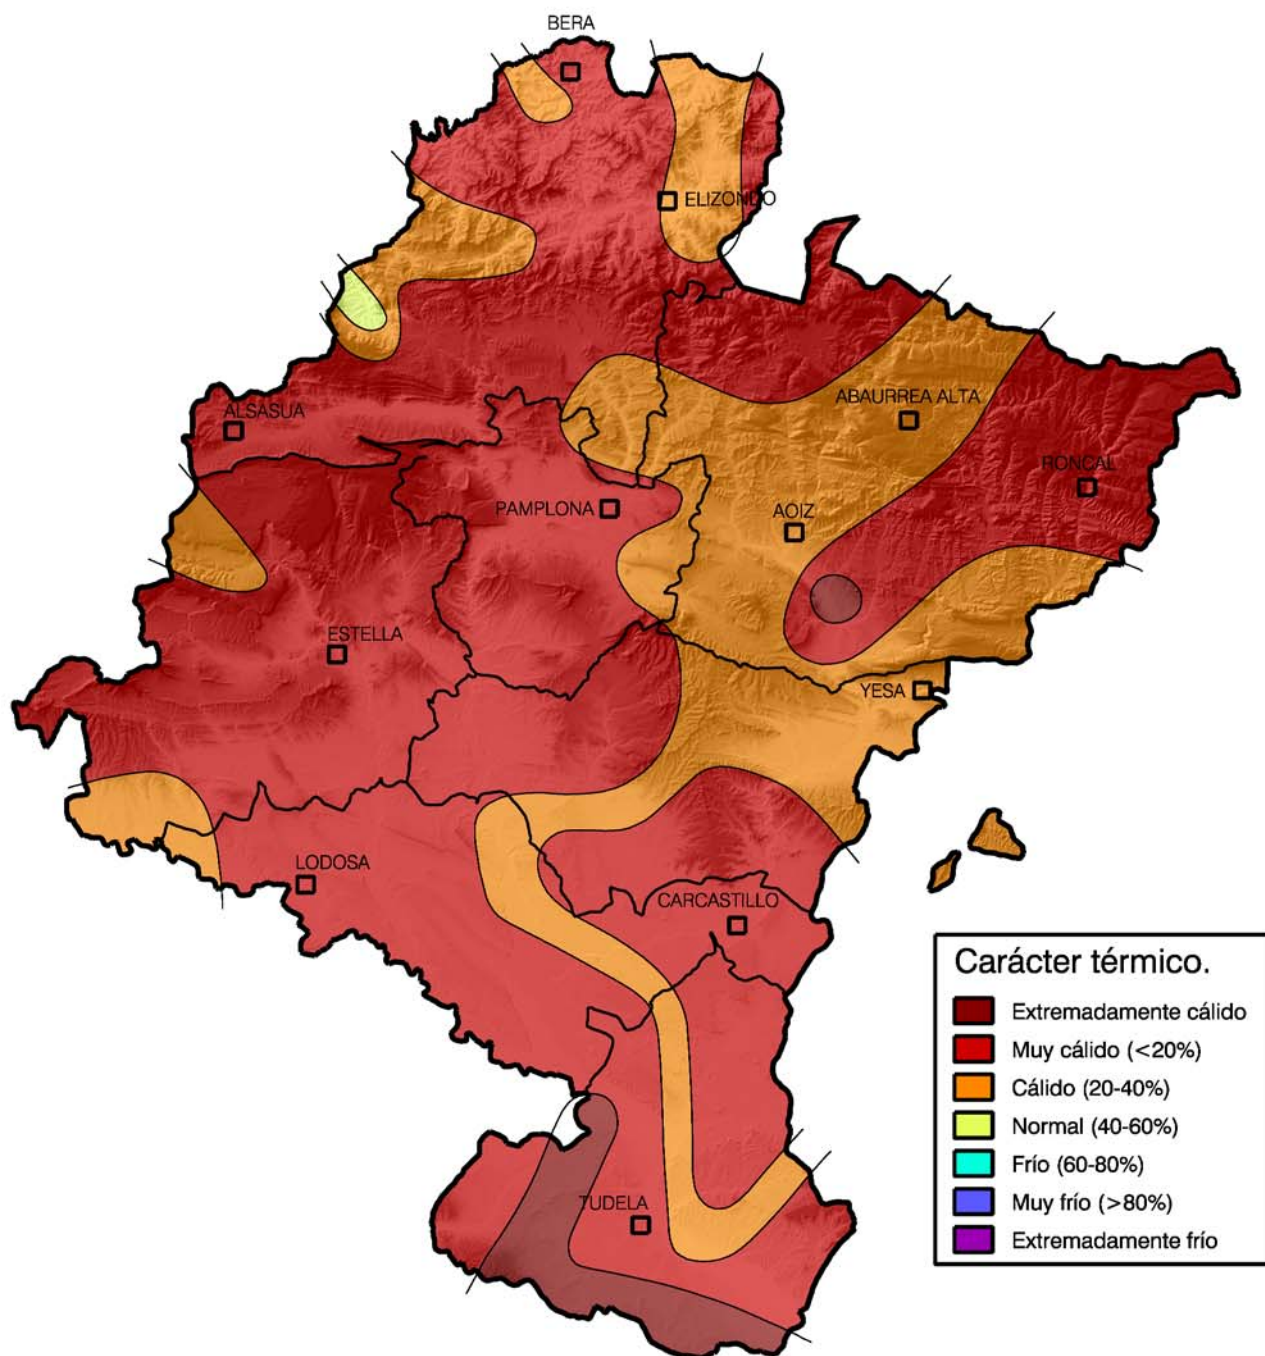 BERA
ELIZONDO
ABAURREA ALTA
ALSASUA
RONCAL
PAMPLONA
AOIZ
ESTELLA
YESA
LODOSA
CARCASTILLO
TUDELA
Carácter térmico.
Extremadamente cálido
Muy cálido (<20%)
Cálido (20-40%)
Normal (40-60%)
Frío (60-80%)
Muy frío (>80%)
Extremadamente frío